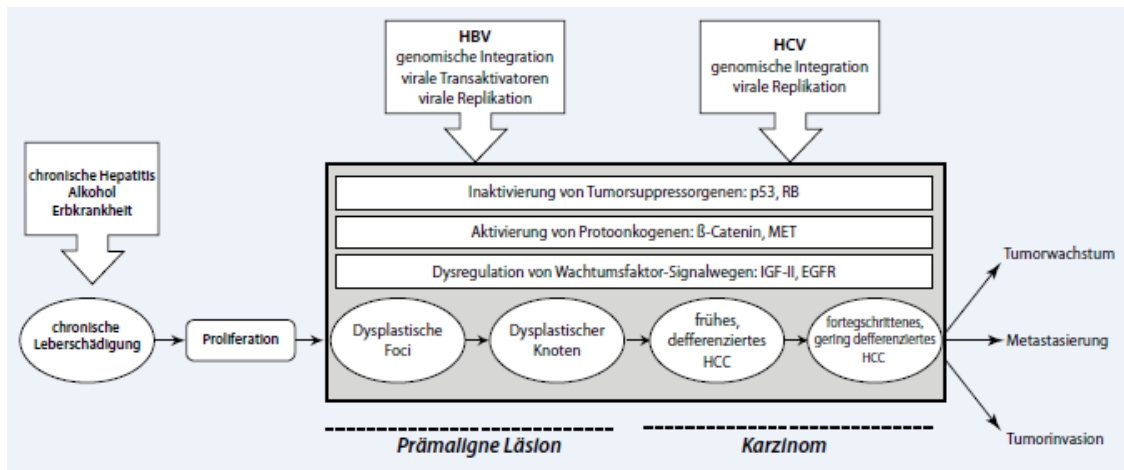 HBV
genomische Integration
virale Transaktivatoren
virale Replikation
HCV
genomische Integration
virale Replikation
chronische Hepatitis
Alkohol
Erbkrankheit
Inaktivierung von Tumorsuppressorgenen: p53, RB
Aktivierung von Protoonkogenen: ß-Catenin, MET
Dysregulation von Wachtumsfaktor-Signalwegen: IGF-II, EGFR
chronische
Leberschädigung
Proliferation
Dysplastische
Foci
Dysplastischer
Knoten
frühes,
defferenziertes
HCC
fortegschrittenes,
gering defferenziertes
HCC
Tumorwachstum
Metastasierung
Tumorinvasion
Prämaligne Läsion
Karzinom